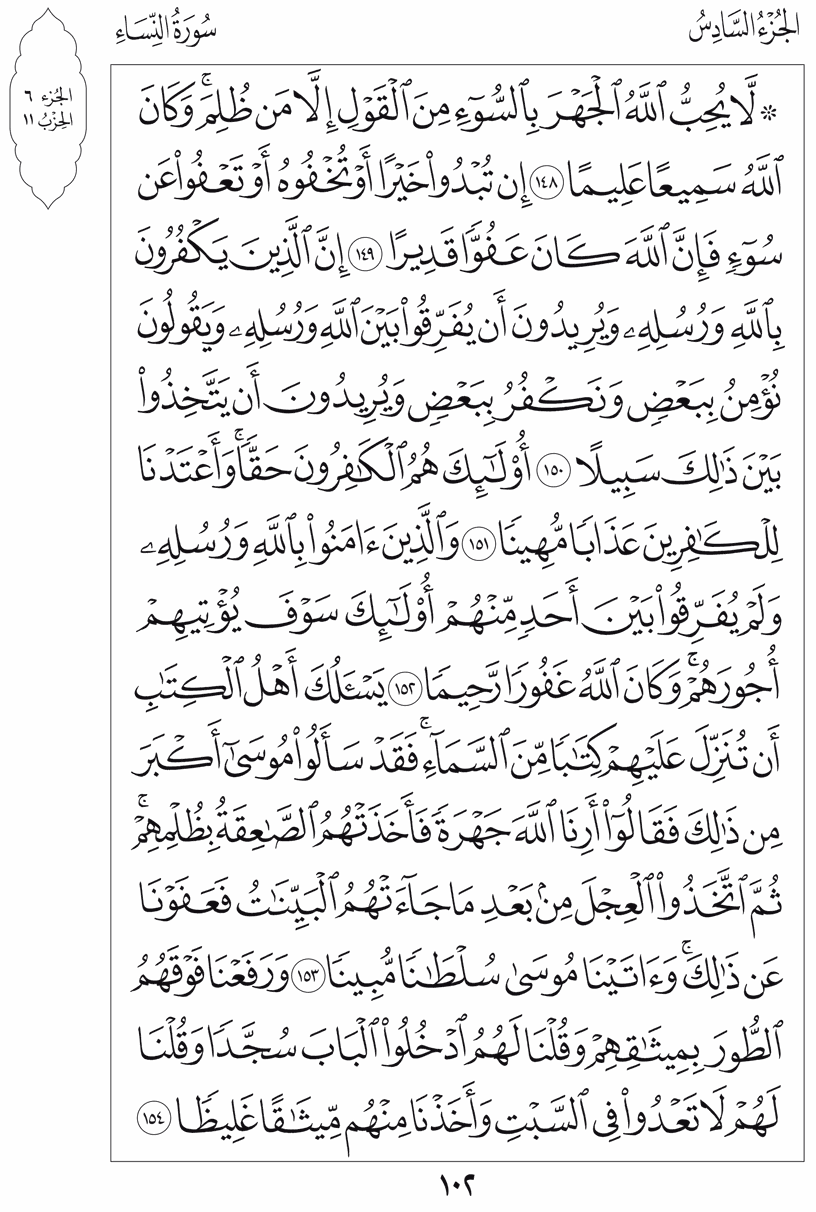 الجُزْءُ السَّادِسُ
سُورَةُ النِّسَاءِ
الجُزء ٦
الحِزْبُ ١١
* لَّا يُحِبُّ ٱللَّهُ ٱلْجَهْرَ بِٱلسُّوٓءِ مِنَ ٱلْقَوْلِ إِلَّا مَن ظُلِمَۚ وَكَانَ
ٱللَّهُ سَمِيعًا عَلِيمًا ١٤٨ إِن تُبْدُوا۟ خَيْرًا أَوْ تُخْفُوهُ أَوْ تَعْفُوا۟ عَن
سُوٓءٍ فَإِنَّ ٱللَّهَ كَانَ عَفُوًّا قَدِيرًا ١٤٩ إِنَّ ٱلَّذِينَ يَكْفُرُونَ
بِٱللَّهِ وَرُسُلِهِۦ وَيُرِيدُونَ أَن يُفَرِّقُوا۟ بَيْنَ ٱللَّهِ وَرُسُلِهِۦ وَيَقُولُونَ
نُؤْمِنُ بِبَعْضٍ وَنَكْفُرُ بِبَعْضٍ وَيُرِيدُونَ أَن يَتَّخِذُوا۟
بَيْنَ ذَٰلِكَ سَبِيلًا ١٥٠ أُو۟لَـٰٓئِكَ هُمُ ٱلْكَـٰفِرُونَ حَقًّاۚ وَأَعْتَدْنَا
لِلْكَـٰفِرِينَ عَذَابًا مُّهِينًا ١٥١ وَٱلَّذِينَ ءَامَنُوا۟ بِٱللَّهِ وَرُسُلِهِۦ
وَلَمْ يُفَرِّقُوا۟ بَيْنَ أَحَدٍ مِّنْهُمْ أُو۟لَـٰٓئِكَ سَوْفَ يُؤْتِيهِمْ
أُجُورَهُمْۚ وَكَانَ ٱللَّهُ غَفُورًا رَّحِيمًا ١٥٢ يَسْـَٔلُكَ أَهْلُ ٱلْكِتَـٰبِ
أَن تُنَزِّلَ عَلَيْهِمْ كِتَـٰبًا مِّنَ ٱلسَّمَآءِۚ فَقَدْ سَأَلُوا۟ مُوسَىٰٓ أَكْبَرَ
مِن ذَٰلِكَ فَقَالُوٓا۟ أَرِنَا ٱللَّهَ جَهْرَةً فَأَخَذَتْهُمُ ٱلصَّـٰعِقَةُ بِظُلْمِهِمْۚ
ثُمَّ ٱتَّخَذُوا۟ ٱلْعِجْلَ مِنۢ بَعْدِ مَا جَآءَتْهُمُ ٱلْبَيِّنَـٰتُ فَعَفَوْنَا
عَن ذَٰلِكَۚ وَءَاتَيْنَا مُوسَىٰ سُلْطَـٰنًا مُّبِينًا ١٥٣ وَرَفَعْنَا فَوْقَهُمُ
ٱلطُّورَ بِمِيثَـٰقِهِمْ وَقُلْنَا لَهُمُ ٱدْخُلُوا۟ ٱلْبَابَ سُجَّدًا وَقُلْنَا
لَهُمْ لَا تَعْدُوا۟ فِى ٱلسَّبْتِ وَأَخَذْنَا مِنْهُم مِّيثَـٰقًا غَلِيظًا ١٥٤
١٠٢